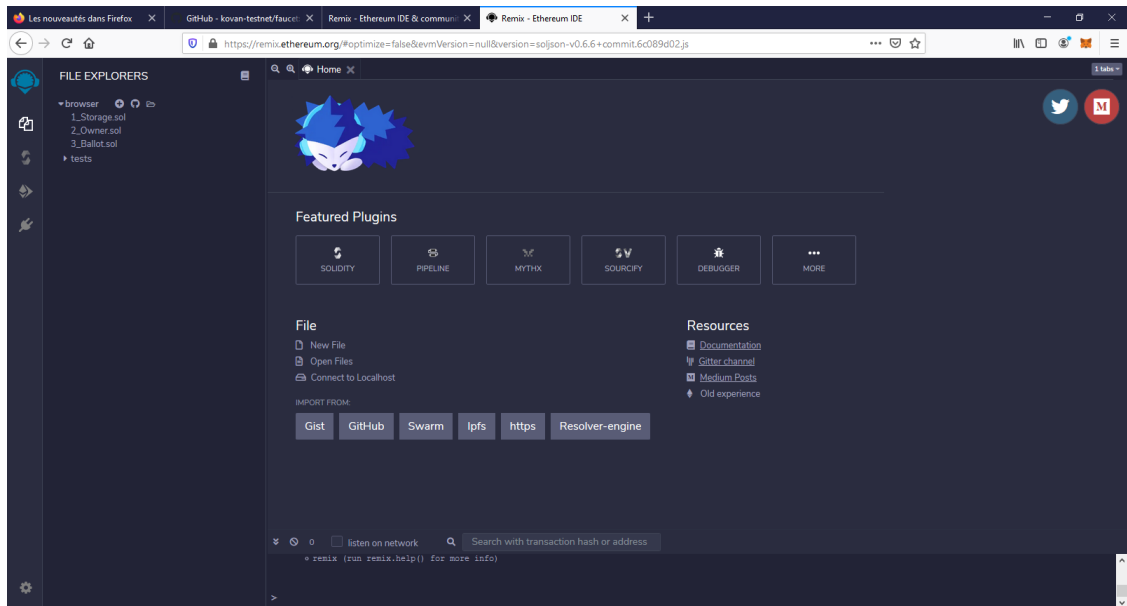 Les nouveautés dans Firefox
GitHub - kovan-testnet/faucet:
Remix - Ethereum IDE & communit
Remix - Ethereum IDE
https://remix.ethereum.org/#optimize=false&evmVersion=null&version=soljson-v0.6.6+commit.6c089d02.js
FILE EXPLORERS
Home
1 tabs
browser
1_Storage.sol
2_Owner.sol
3_Ballot.sol
tests
Featured Plugins
SOLIDITY
PIPELINE
MYTHX
SOURCIFY
DEBUGGER
MORE
File
New File
Open Files
Connect to Localhost
IMPORT FROM:
Gist
GitHub
Swarm
Ipfs
https
Resolver-engine
Resources
Documentation
Gitter channel
Medium Posts
Old experience
0
listen on network
Search with transaction hash or address
remix (run remix.help() for more info)
>